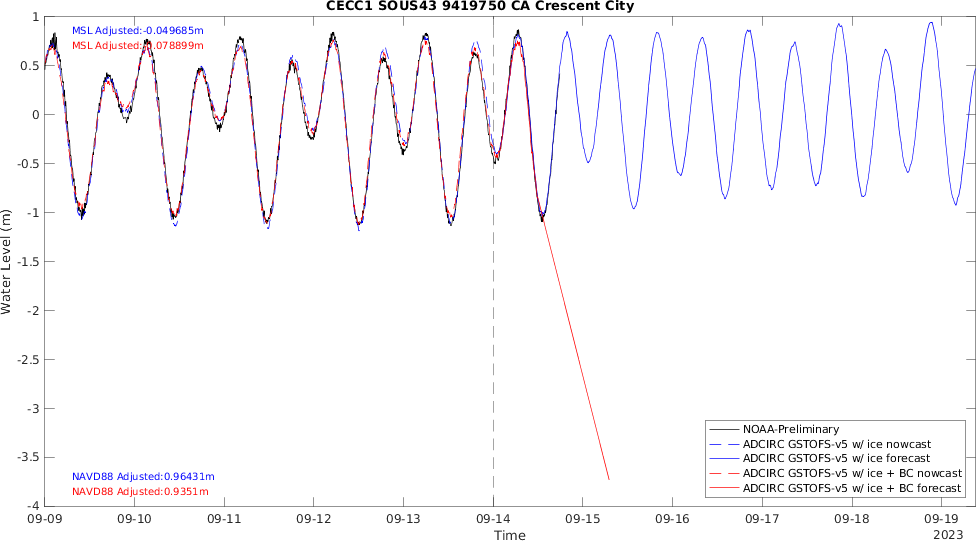 CECC1 SOUS43 9419750 CA Crescent City
MSL Adjusted:-0.049685m
MSL Adjusted:-0.078899m
1
0.5
0
-0.5
-1
-1.5
-2
-2.5
-3
-3.5
-4
Water Level (m)
NAVD88 Adjusted:0.96431m
NAVD88 Adjusted:0.9351m
NOAA-Preliminary
ADCIRC GSTOFS-v5 w/ ice nowcast
ADCIRC GSTOFS-v5 w/ ice forecast
ADCIRC GSTOFS-v5 w/ ice + BC nowcast
ADCIRC GSTOFS-v5 w/ ice + BC forecast
09-09 09-10 09-11 09-12 09-13 09-14 09-15 09-16 09-17 09-18 09-19
Time
2023